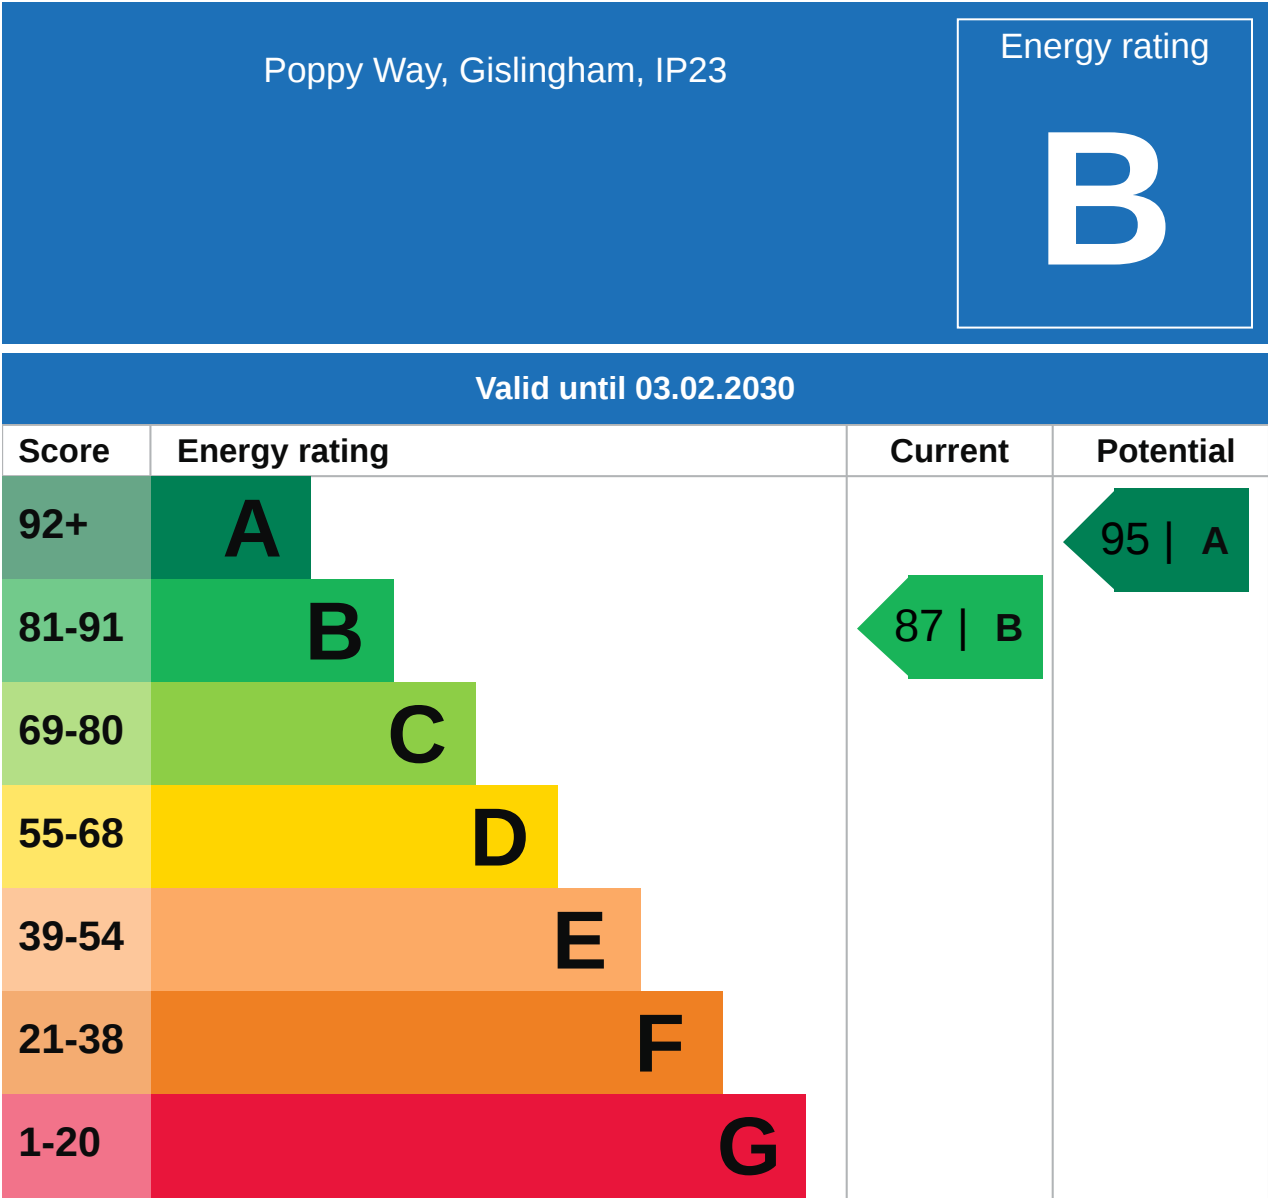 Poppy Way, Gislingham, IP23
Energy rating
B
Valid until 03.02.2030
Score Energy rating Current Potential
92+ A 95 | A
81-91 B 87 | B
69-80 C
55-68 D
39-54 E
21-38 F
1-20 G